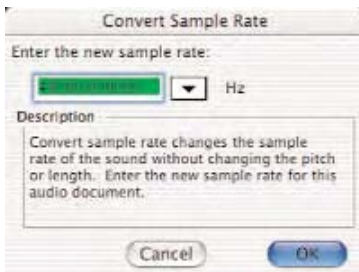 Convert Sample Rate
Enter the new sample rate:
Hz
Description
Convert sample rate changes the sample
rate of the sound without changing the pitch
or length. Enter the new sample rate for this
audio document.
Cancel
OK